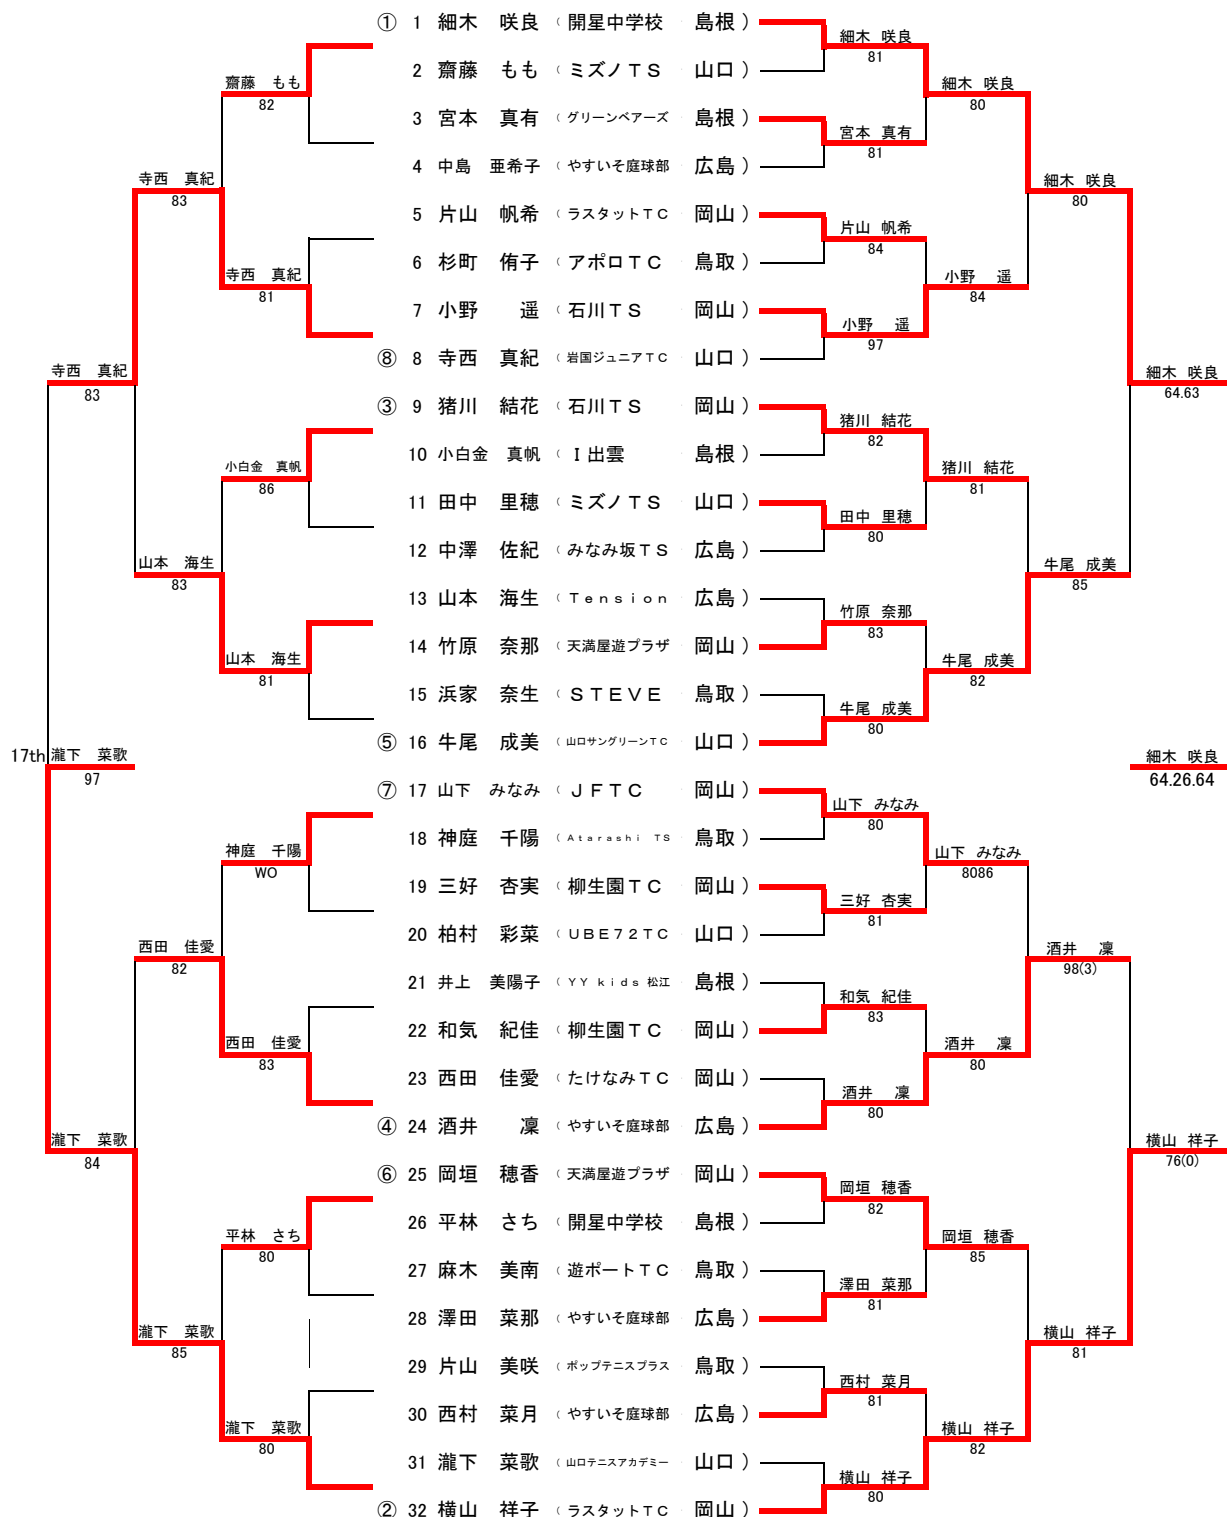 ① 1 細木 咲良 ( 開星中学校 島根 )
細木 咲良
81
2 齋藤 もも ( ミズノTS 山口 )
齋藤 もも
82
細木 咲良
80
3 宮本 真有 ( グリーンベアーズ 島根 )
宮本 真有
81
4 中島 亜希子 ( やすいそ庭球部 広島 )
寺西 真紀
83
細木 咲良
80
5 片山 帆希 ( ラスタットTC 岡山 )
片山 帆希
84
6 杉町 侑子 ( アポロTC 鳥取 )
寺西 真紀
81
小野 遥
84
7 小野 遥 ( 石川TS 岡山 )
小野 遥
97
⑧ 8 寺西 真紀 ( 岩国ジュニアTC 山口 )
寺西 真紀
83
細木 咲良
64.63
③ 9 猪川 結花 ( 石川TS 岡山 )
猪川 結花
82
10 小白金 真帆 ( I出雲 島根 )
小白金 真帆
86
猪川 結花
81
11 田中 里穂 ( ミズノTS 山口 )
田中 里穂
80
12 中澤 佐紀 ( みなみ坂TS 広島 )
山本 海生
83
牛尾 成美
85
13 山本 海生 ( Tension 広島 )
竹原 奈那
83
14 竹原 奈那 ( 天満屋遊プラザ 岡山 )
山本 海生
81
牛尾 成美
82
15 浜家 奈生 ( STEVE 鳥取 )
牛尾 成美
80
⑤ 16 牛尾 成美 ( 山口サングリーンTC 山口 )
17th 瀧下 菜歌
97
細木 咲良
64.26.64
⑦ 17 山下 みなみ ( JFTC 岡山 )
山下 みなみ
80
18 神庭 千陽 ( Atarashi TS 鳥取 )
神庭 千陽
WO
山下 みなみ
8086
19 三好 杏実 ( 柳生園TC 岡山 )
三好 杏実
81
20 柏村 彩菜 ( UBE72TC 山口 )
西田 佳愛
82
酒井 凜
98(3)
21 井上 美陽子 ( YY kids 松江 島根 )
和気 紀佳
83
22 和気 紀佳 ( 柳生園TC 岡山 )
西田 佳愛
83
酒井 凜
80
23 西田 佳愛 ( たけなみTC 岡山 )
酒井 凜
80
④ 24 酒井 凜 ( やすいそ庭球部 広島 )
瀧下 菜歌
84
横山 祥子
76(0)
⑥ 25 岡垣 穂香 ( 天満屋遊プラザ 岡山 )
岡垣 穂香
82
26 平林 さち ( 開星中学校 島根 )
平林 さち
80
岡垣 穂香
85
27 麻木 美南 ( 遊ポートTC 鳥取 )
澤田 菜那
81
28 澤田 菜那 ( やすいそ庭球部 広島 )
瀧下 菜歌
85
横山 祥子
81
29 片山 美咲 ( ポップテニスプラス 鳥取 )
西村 菜月
81
30 西村 菜月 ( やすいそ庭球部 広島 )
瀧下 菜歌
80
横山 祥子
82
31 瀧下 菜歌 ( 山口テニスアカデミー 山口 )
横山 祥子
80
② 32 横山 祥子 ( ラスタットTC 岡山 )